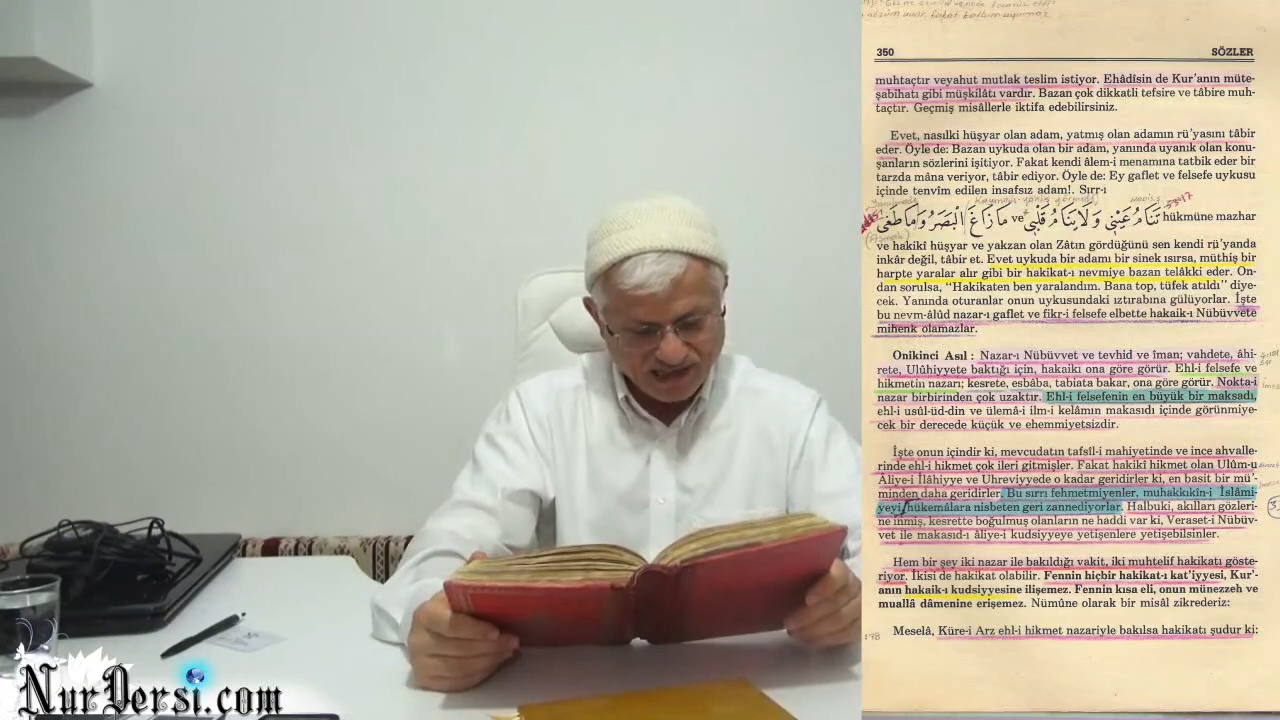 350 SÖZLER
muhtaçtır veyahut mutlak teslim istiyor. Ehâdîsin de Kur'anın müte-
şabihatı gibi müşkilâtı vardır. Bazan çok dikkatli tefsire ve tâbire muh-
taçtır. Geçmiş misâllerle iktifa edebilirsiniz.
Evet, nasılki hüşyar olan adam, yatmış olan adamın rü'yasını tâbir
eder. Öyle de: Bazan uykuda olan bir adam, yanında uyanık olan konu-
şanların sözlerini işitiyor. Fakat kendi âlem-i menamına tatbik eder bir
tarzda mâna veriyor, tâbir ediyor. Öyle de: Ey gaflet ve felsefe uykusu
içinde tenvîm edilen insafsız adam!. Sırr-ı
مَا زَاغَ الْبَصَرُ وَمَا طَغٰى ve تَنَامُ عَيْنِى وَلَا يَنَامُ قَلْبِى hükmüne mazhar
ve hakikî hüşyar ve yakzan olan Zâtın gördüğünü sen kendi rü'yanda
inkâr değil, tâbir et. Evet uykuda bir adamı bir sinek ısırsa, müthiş bir
harpte yaralar alır gibi bir hakikat-ı nevmiye bazan telâkki eder. On-
dan sorulsa, "Hakikaten ben yaralandım. Bana top, tüfek atıldı" diye-
cek. Yanında oturanlar onun uykusundaki ıztırabına gülüyorlar. İşte
bu nevm-âlûd nazar-ı gaflet ve fikr-i felsefe elbette hakaik-ı Nübüvvete
mihenk olamazlar.
Onikinci Asıl : Nazar-ı Nübüvvet ve tevhid ve îman; vahdete, âhi-
rete, Ulûhiyyete baktığı için, hakaikı ona göre görür. Ehl-i felsefe ve
hikmetin nazarı; kesrete, esbâba, tabiata bakar, ona göre görür. Nokta-i
nazar birbirinden çok uzaktır. Ehl-i felsefenin en büyük bir maksadı,
ehl-i usûl-üd-din ve ülemâ-i ilm-i kelâmın makasıdı içinde görünmiye-
cek bir derecede küçük ve ehemmiyetsizdir.
İşte onun içindir ki, mevcudatın tafsîl-i mahiyetinde ve ince ahvalle-
rinde ehl-i hikmet çok ileri gitmişler. Fakat hakikî hikmet olan Ulûm-u
Âliye-i İlâhiyye ve Uhreviyyede o kadar geridirler ki, en basit bir mü'-
minden daha geridirler. Bu sırrı fehmetmiyenler, muhakkıkîn-i İslâmi-
yeyi, hükemâlara nisbeten geri zannediyorlar. Halbuki, akılları gözleri-
ne inmiş, kesrette boğulmuş olanların ne haddi var ki, Veraset-i Nübüv-
vet ile makasıd-ı âliye-i kudsiyyeye yetişenlere yetişebilsinler.
Hem bir şey iki nazar ile bakıldığı vakit, iki muhtelif hakikatı göste-
riyor. İkisi de hakikat olabilir. Fennin hiçbir hakikat-ı kat'iyyesi, Kur'-
anın hakaik-ı kudsiyyesine ilişemez. Fennin kısa eli, onun münezzeh ve
muallâ dâmenine erişemez. Nümûne olarak bir misâl zikrederiz:
Meselâ, Küre-i Arz ehl-i hikmet nazariyle bakılsa hakikatı şudur ki:
NurDersi.com